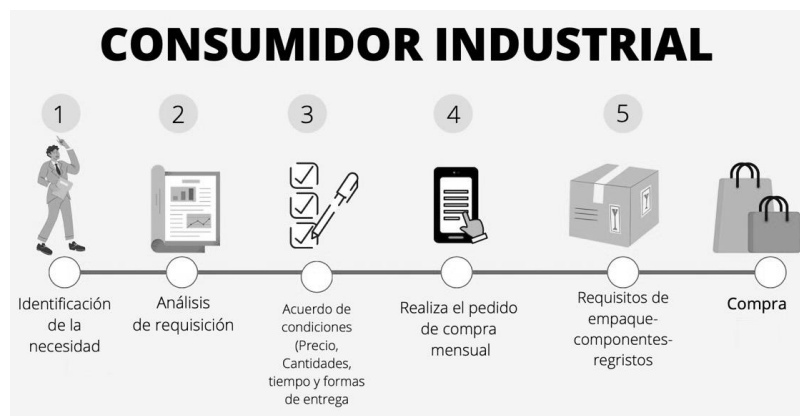 CONSUMIDOR INDUSTRIAL
1
2
3
4
5
Identificación
de la
necesidad
Análisis
de requisición
Acuerdo de
condiciones
(Precio,
Cantidades,
tiempo y formas
de entrega
Realiza el pedido
de compra
mensual
Requisitos de
empaque-
componentes-
regristos
Compra